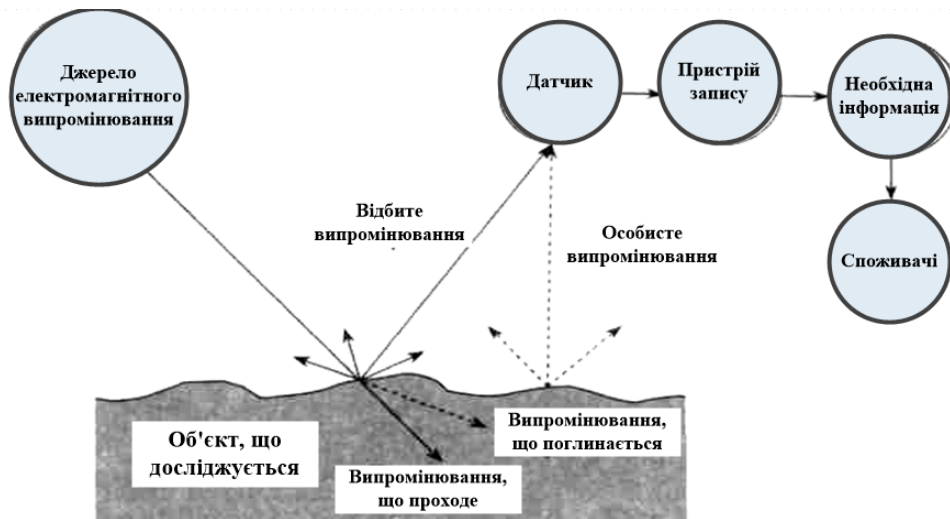 Джерело
електромагнітного
випромінювання
Датчик
Пристрій
запису
Необхідна
інформація
Відбите
випромінювання
Особисте
випромінювання
Споживачі
Об'єкт, що
досліджується
Випромінювання,
що поглинається
Випромінювання,
що проходе